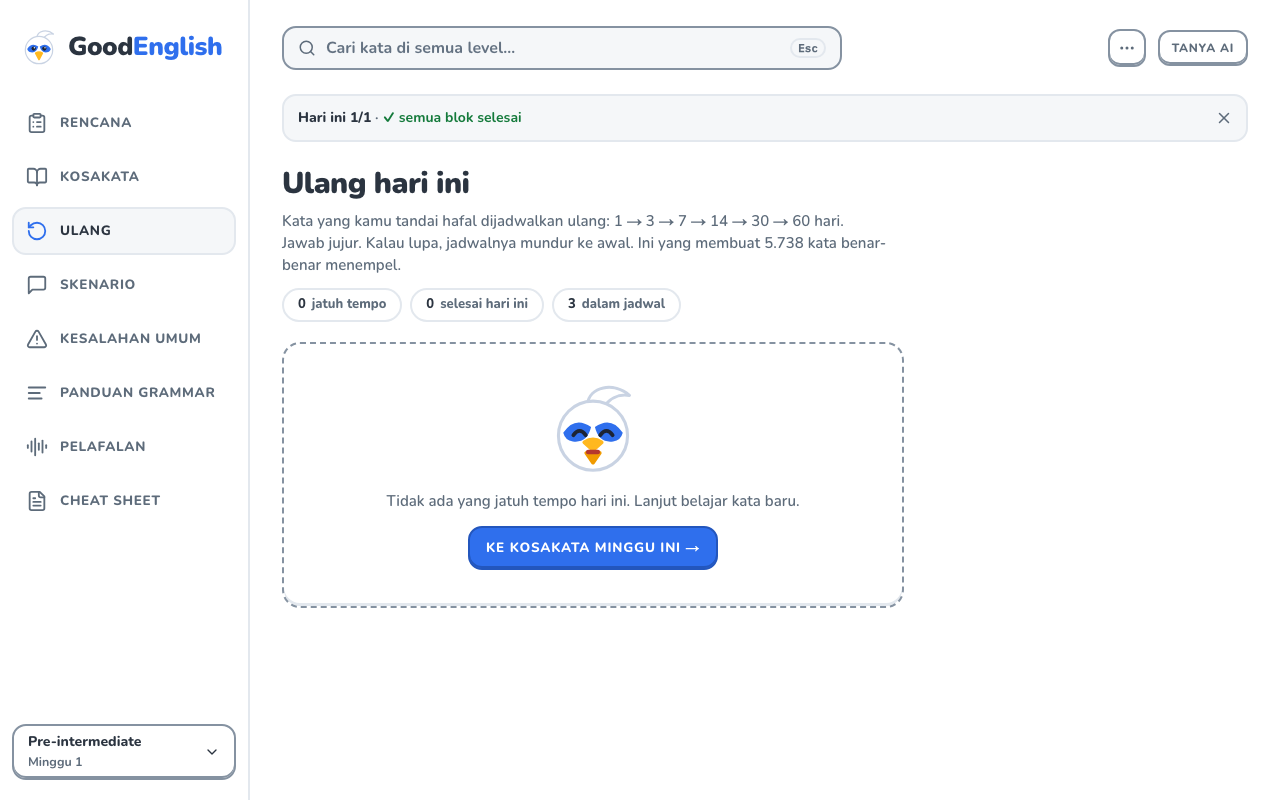 GoodEnglish
RENCANA
KOSAKATA
ULANG
SKENARIO
KESALAHAN UMUM
PANDUAN GRAMMAR
PELAFALAN
CHEAT SHEET
Pre-intermediate
Minggu 1
Cari kata di semua level...
Esc
TANYA AI
Hari ini 1/1 · ✓ semua blok selesai
Ulang hari ini
Kata yang kamu tandai hafal dijadwalkan ulang: 1 → 3 → 7 → 14 → 30 → 60 hari.
Jawab jujur. Kalau lupa, jadwalnya mundur ke awal. Ini yang membuat 5.738 kata benar-
benar menempel.
0 jatuh tempo
0 selesai hari ini
3 dalam jadwal
Tidak ada yang jatuh tempo hari ini. Lanjut belajar kata baru.
KE KOSAKATA MINGGU INI →